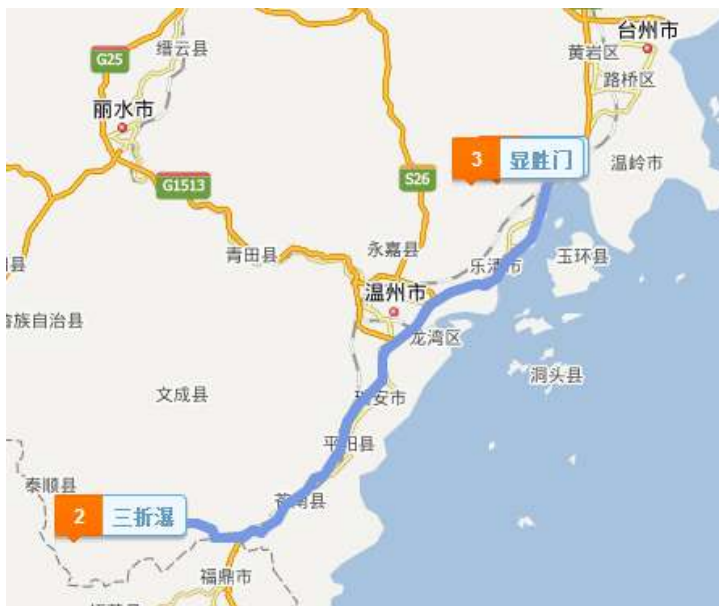 台州市
缙云县
黄岩区
G25
路桥区
丽水市
3 显胜门
温岭市
G1513
S26
永嘉县
青田县
玉环县
乐清市
温州市
族自治县
龙湾区
洞头县
文成县
瑞安市
平阳县
泰顺县
苍南县
2 三折瀑
福鼎市